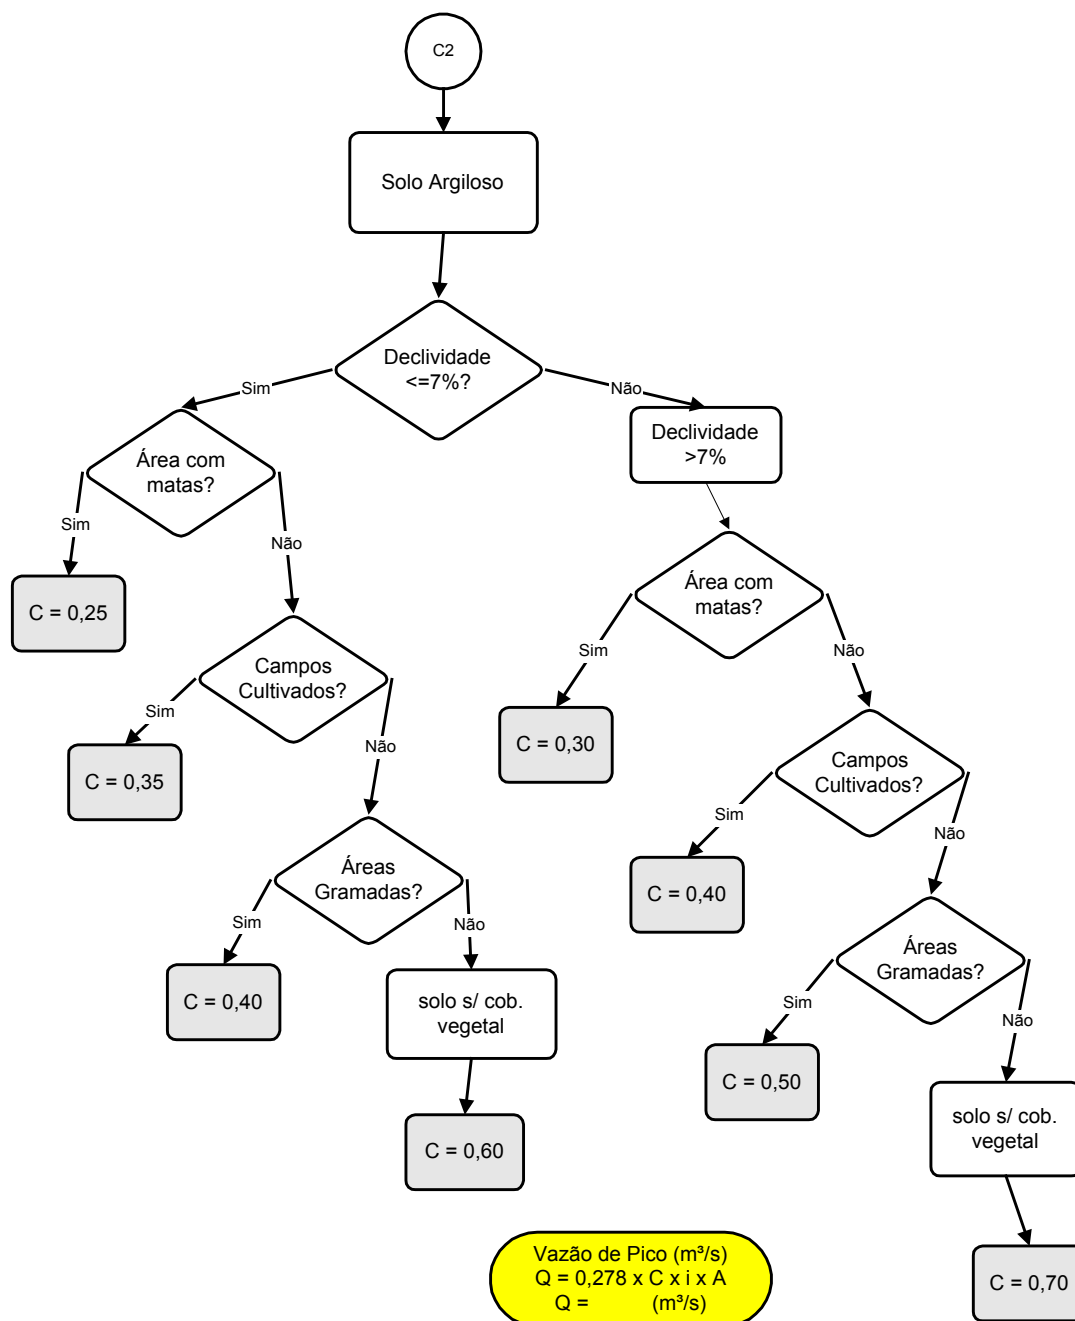 C2
Solo Argiloso
Declividade
<=7%?
Sim
Não
Declividade
>7%
Área com
matas?
Sim
Não
C = 0,25
Área com
matas?
Sim
Não
C = 0,30
Campos
Cultivados?
Sim
Não
C = 0,35
Campos
Cultivados?
Sim
Não
C = 0,40
Áreas
Gramadas?
Sim
Não
C = 0,40
solo s/ cob.
vegetal
C = 0,60
Áreas
Gramadas?
Sim
Não
C = 0,50
solo s/ cob.
vegetal
C = 0,70
Vazão de Pico (m³/s)
Q = 0,278 x C x i x A
Q = (m³/s)